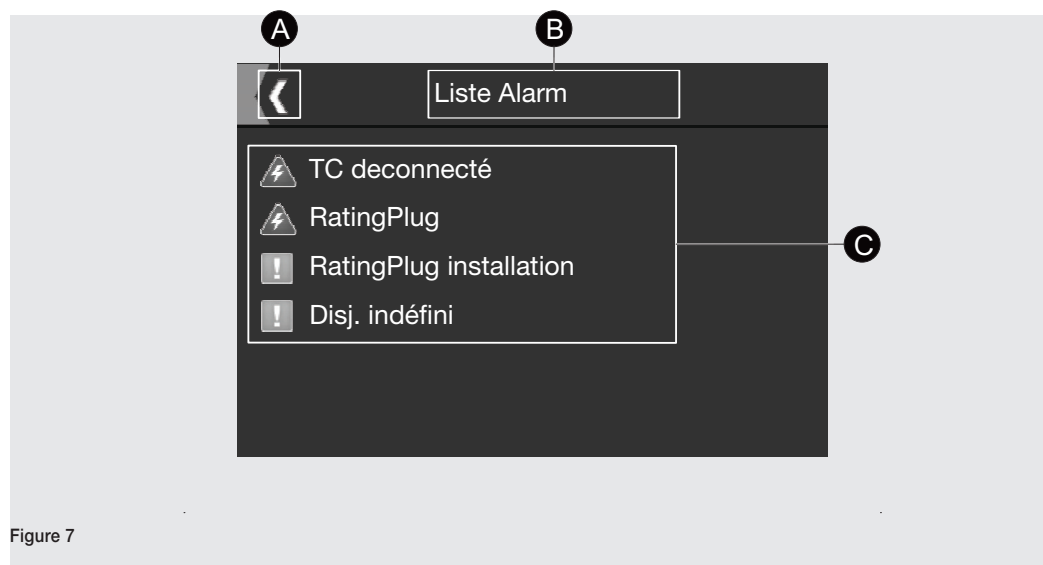 A
B
Liste Alarm
TC deconnecté
RatingPlug
RatingPlug installation
C
Disj. indéfini
Figure 7